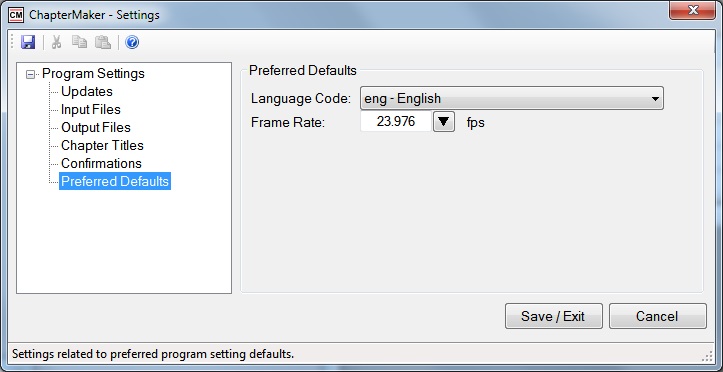 CM ChapterMaker - Settings
x
?
Program Settings
Updates
Input Files
Output Files
Chapter Titles
Confirmations
Preferred Defaults
Preferred Defaults
Language Code: eng - English
Frame Rate: 23.976 fps
Save / Exit Cancel
Settings related to preferred program setting defaults.